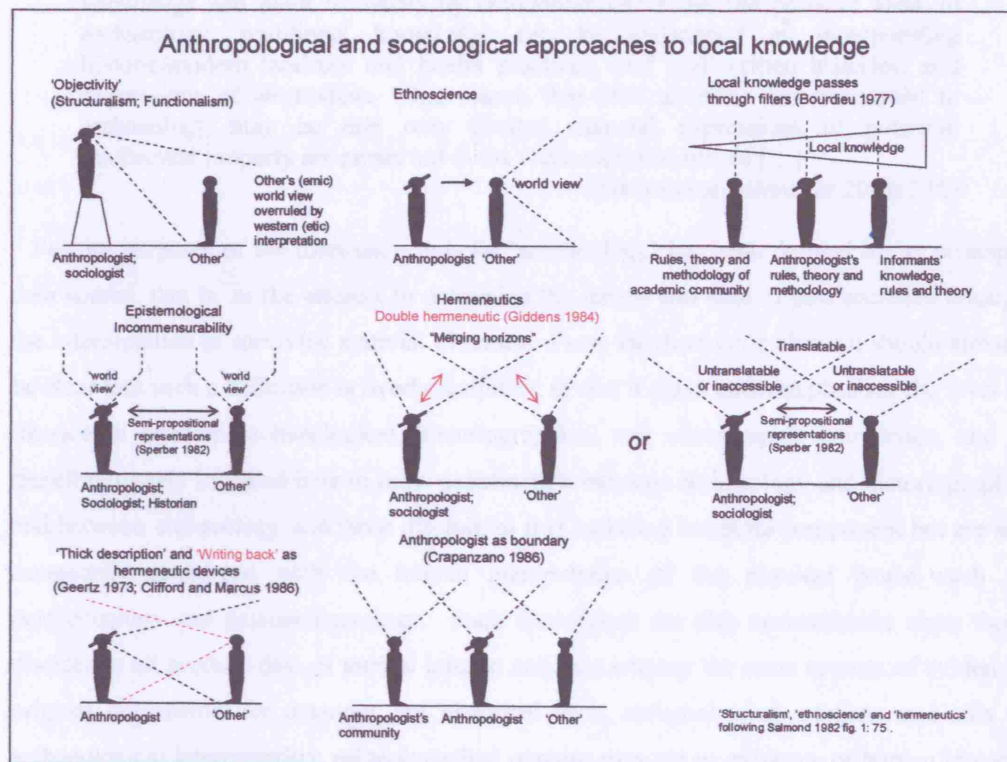 Anthropological and sociological approaches to local knowledge
'Objectivity'
(Structuralism; Functionalism)
Other's (emic)
world view
overruled by
western (etic)
interpretation
Anthropologist;
sociologist
'Other'
Ethnoscience
'world view'
Anthropologist
'Other'
Local knowledge passes
through filters (Bourdieu 1977)
Local knowledge
Rules, theory and
methodology of
academic community
Anthropologist's
rules, theory and
methodology
Informants
knowledge,
rules and theory
Epistemological
Incommensurability
'world
'world
Semi-propositional
representations
(Sperber 1982)
Anthropologist;
Sociologist; Historian
'Other'
Hermeneutics
Double hermeneutic (Giddens 1984)
"Merging horizons"
Anthropologist;
sociologist
'Other'
or
Translatable
Untranslatable
or inaccessible
Untranslatable
or inaccessible
Semi-propositional
representations
(Sperber 1982)
Anthropologist;
sociologist
'Other'
'Thick description' and 'Writing back' as
hermeneutic devices
(Geertz 1973; Clifford and Marcus 1986)
Anthropologist
'Other'
Anthropologist as boundary
(Crapanzano 1986)
Anthropologist's
community
Anthropologist
'Other'
'Structuralism, 'ethnoscience' and 'hermeneutics'
following Salmond 1982 fig. 1: 75